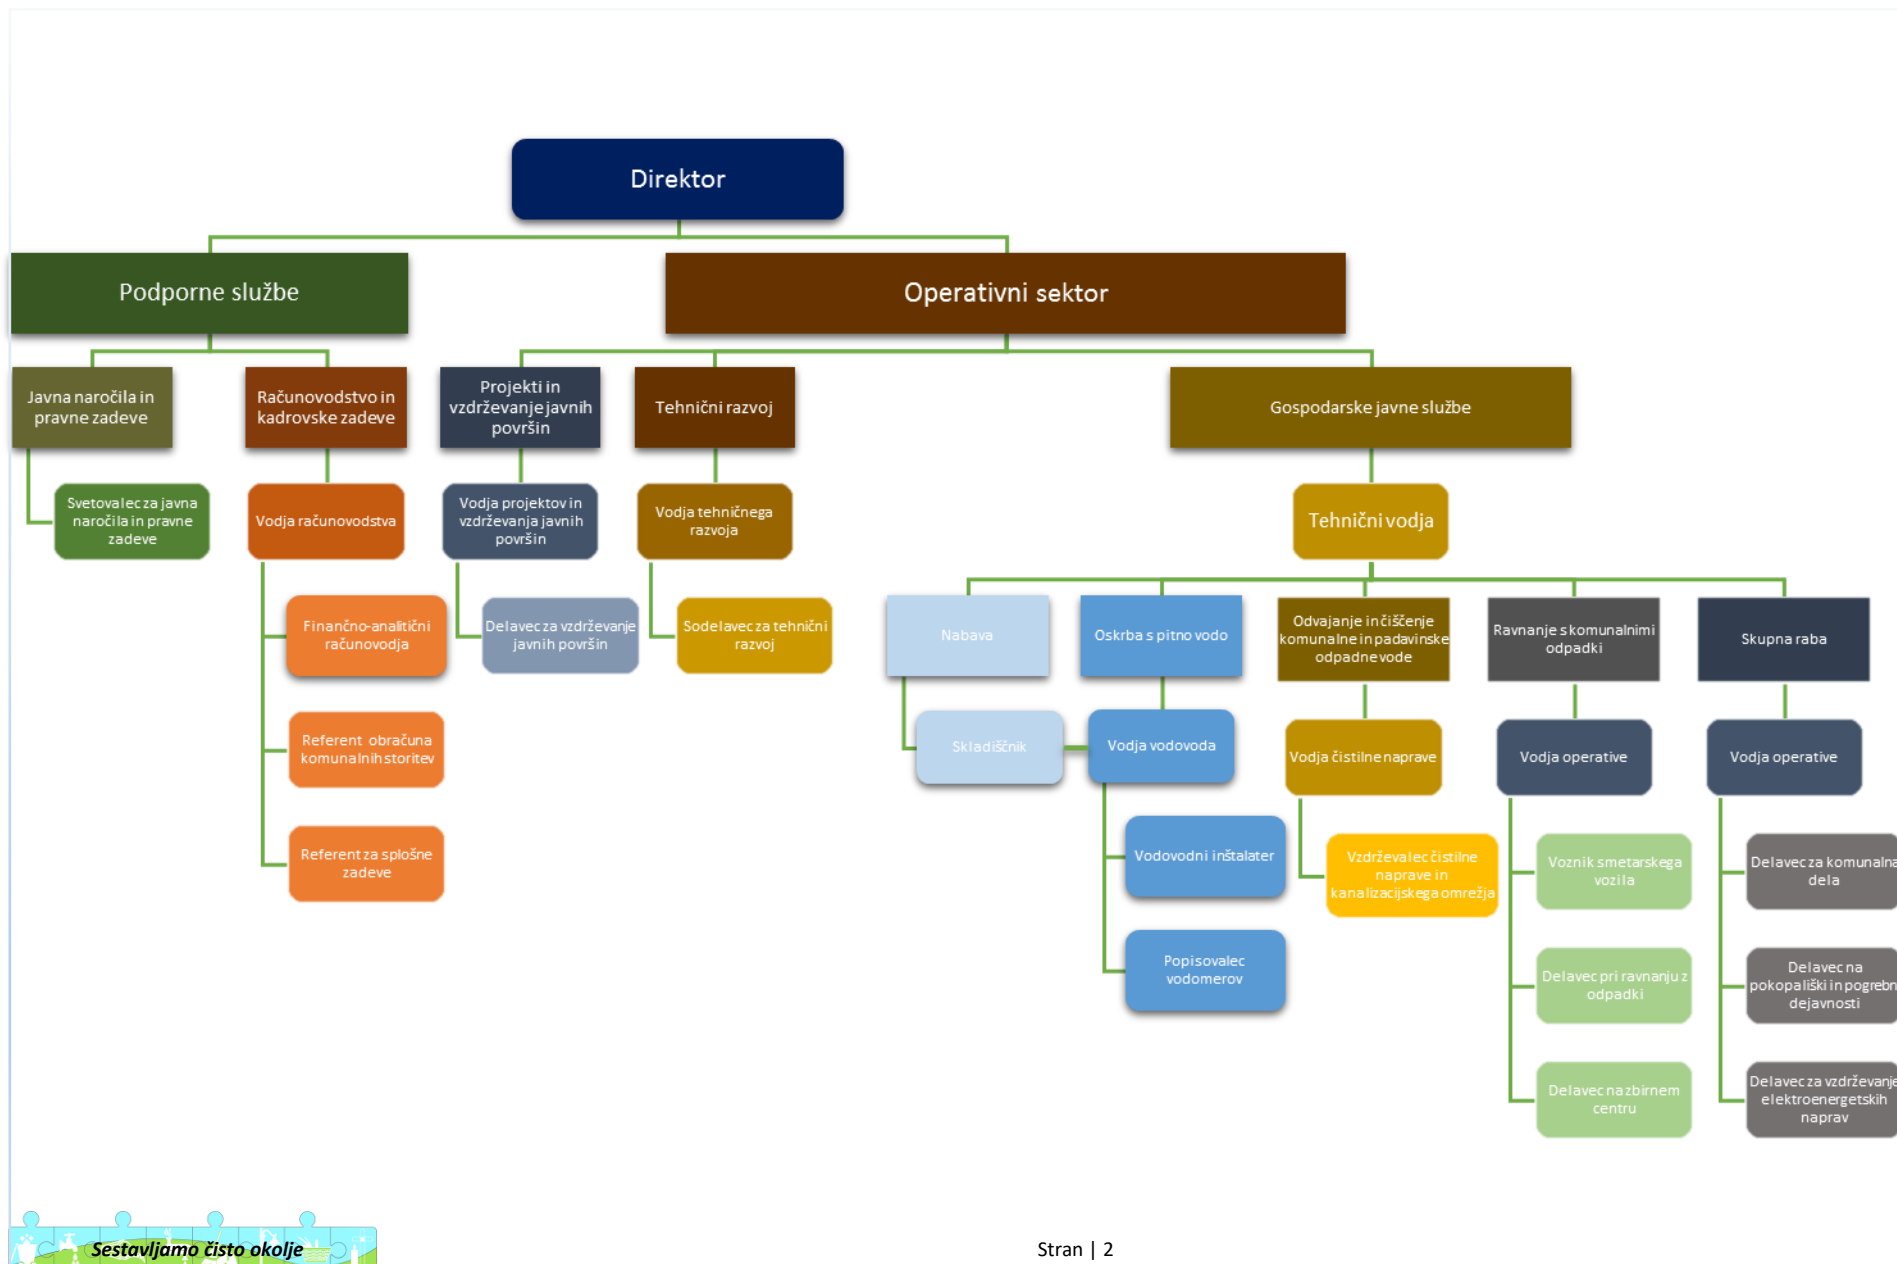 Direktor
Podporne službe
Operativni sektor
Javna naročila in
pravne zadeve
Računovodstvo in
kadrovske zadeve
Projekti in
vzdrževanje javnih
površin
Tehnični razvoj
Gospodarske javne službe
Svetovalec za javna
naročila in pravne
zadeve
Vodja računovodstva
Vodja projektov in
vzdrževanja javnih
površin
Vodja tehničnega
razvoja
Tehnični vodja
Finančno-analitični
računovodja
Delavec za vzdrževanje
javnih površin
Sodelavec za tehnični
razvoj
Nabava
Oskrba s pitno vodo
Odvajanje in čiščenje
komunalne in padavinske
odpadne vode
Ravnanje s komunalnimi
odpadki
Skupna raba
Referent obračuna
komunalnih storitev
Skladiščnik
Vodja vodovoda
Vodja čistilne naprave
Vodja operative
Vodja operative
Referent za splošne
zadeve
Vodovodni inštalater
Vzdrževalec čistilne
naprave in
kanalizacijskega omrežja
Voznik smetarskega
vozila
Delavec za komunalna
dela
Popisovalec
vodomerov
Delavec pri ravnanju z
odpadki
Delavec na
pokopališki in pogrebn
dejavnosti
Delavec na zbirnem
centru
Delavec za vzdrževanje
elektroenergetskih
naprav
Sestavljamo čisto okolje
Stran | 2